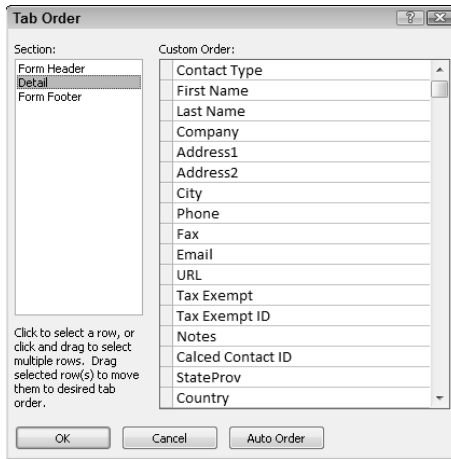 Tab Order
Section:
Custom Order:
Form Header
Detail
Form Footer
Contact Type
First Name
Last Name
Company
Address1
Address2
City
Phone
Fax
Email
URL
Tax Exempt
Tax Exempt ID
Notes
Calced Contact ID
StateProv
Country
Click to select a row, or
click and drag to select
multiple rows. Drag
selected row(s) to move
them to desired tab
order.
OK
Cancel
Auto Order